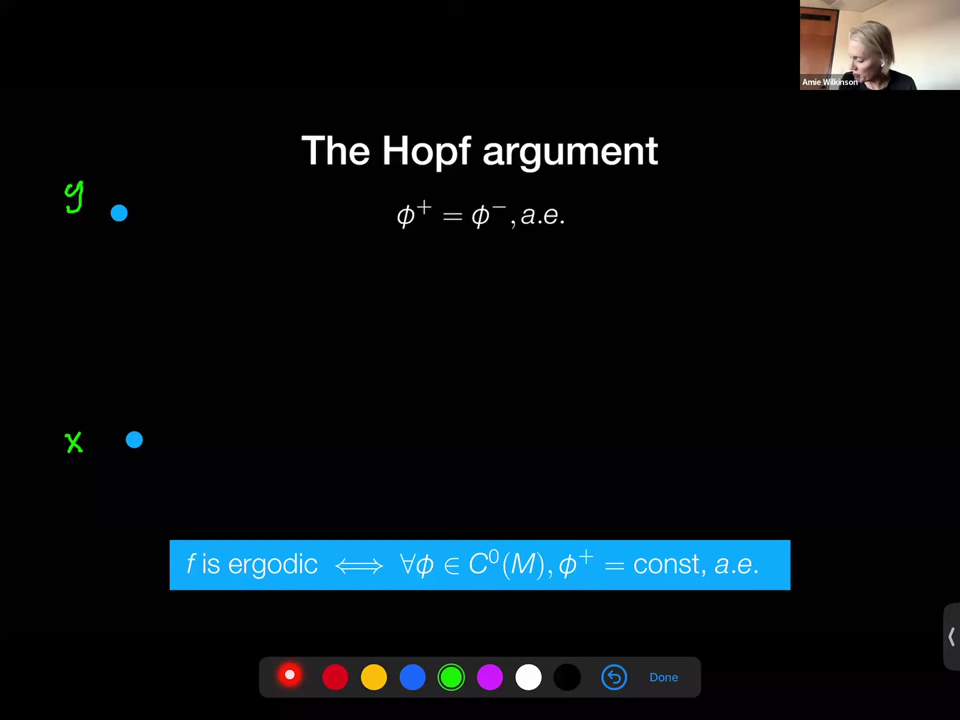 Amie Wilkinson
The Hopf argument
y
ϕ⁺ = ϕ⁻, a.e.
x
f is ergodic ⟺ ∀ϕ ∈ C⁰(M), ϕ⁺ = const, a.e.
Done